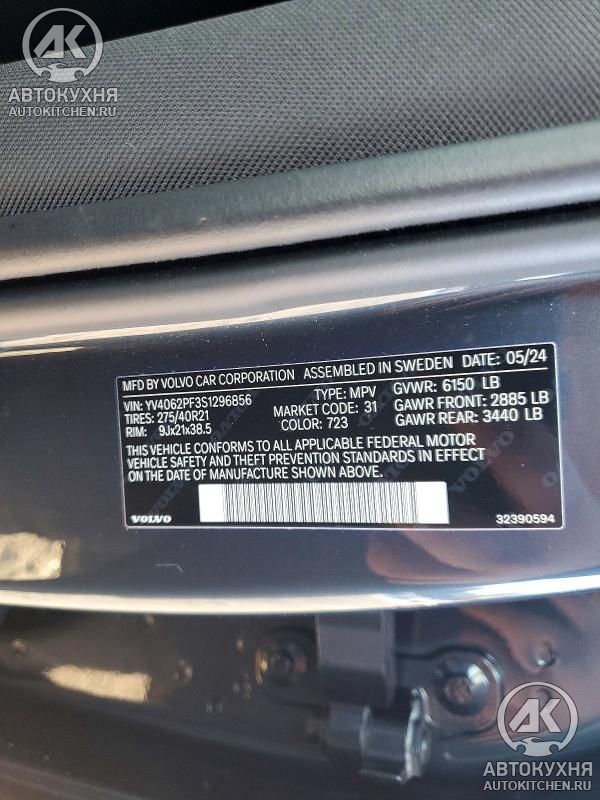 AK
АВТОКУХНЯ
AUTOKITCHEN.RU
MFD BY VOLVO CAR CORPORATION ASSEMBLED IN SWEDEN DATE: 05/24
VIN: YV4062PF3S1296856 TYPE: MPV GVWR: 6150 LB
TIRES: 275/40R21 MARKET CODE: 31 GAWR FRONT: 2885 LB
RIM: 9Jx21x38.5 COLOR: 723 GAWR REAR: 3440 LB
THIS VEHICLE CONFORMS TO ALL APPLICABLE FEDERAL MOTOR
VEHICLE SAFETY AND THEFT PREVENTION STANDARDS IN EFFECT
ON THE DATE OF MANUFACTURE SHOWN ABOVE.
VOLVO 32390594
AK
АВТОКУХНЯ
AUTOKITCHEN.RU